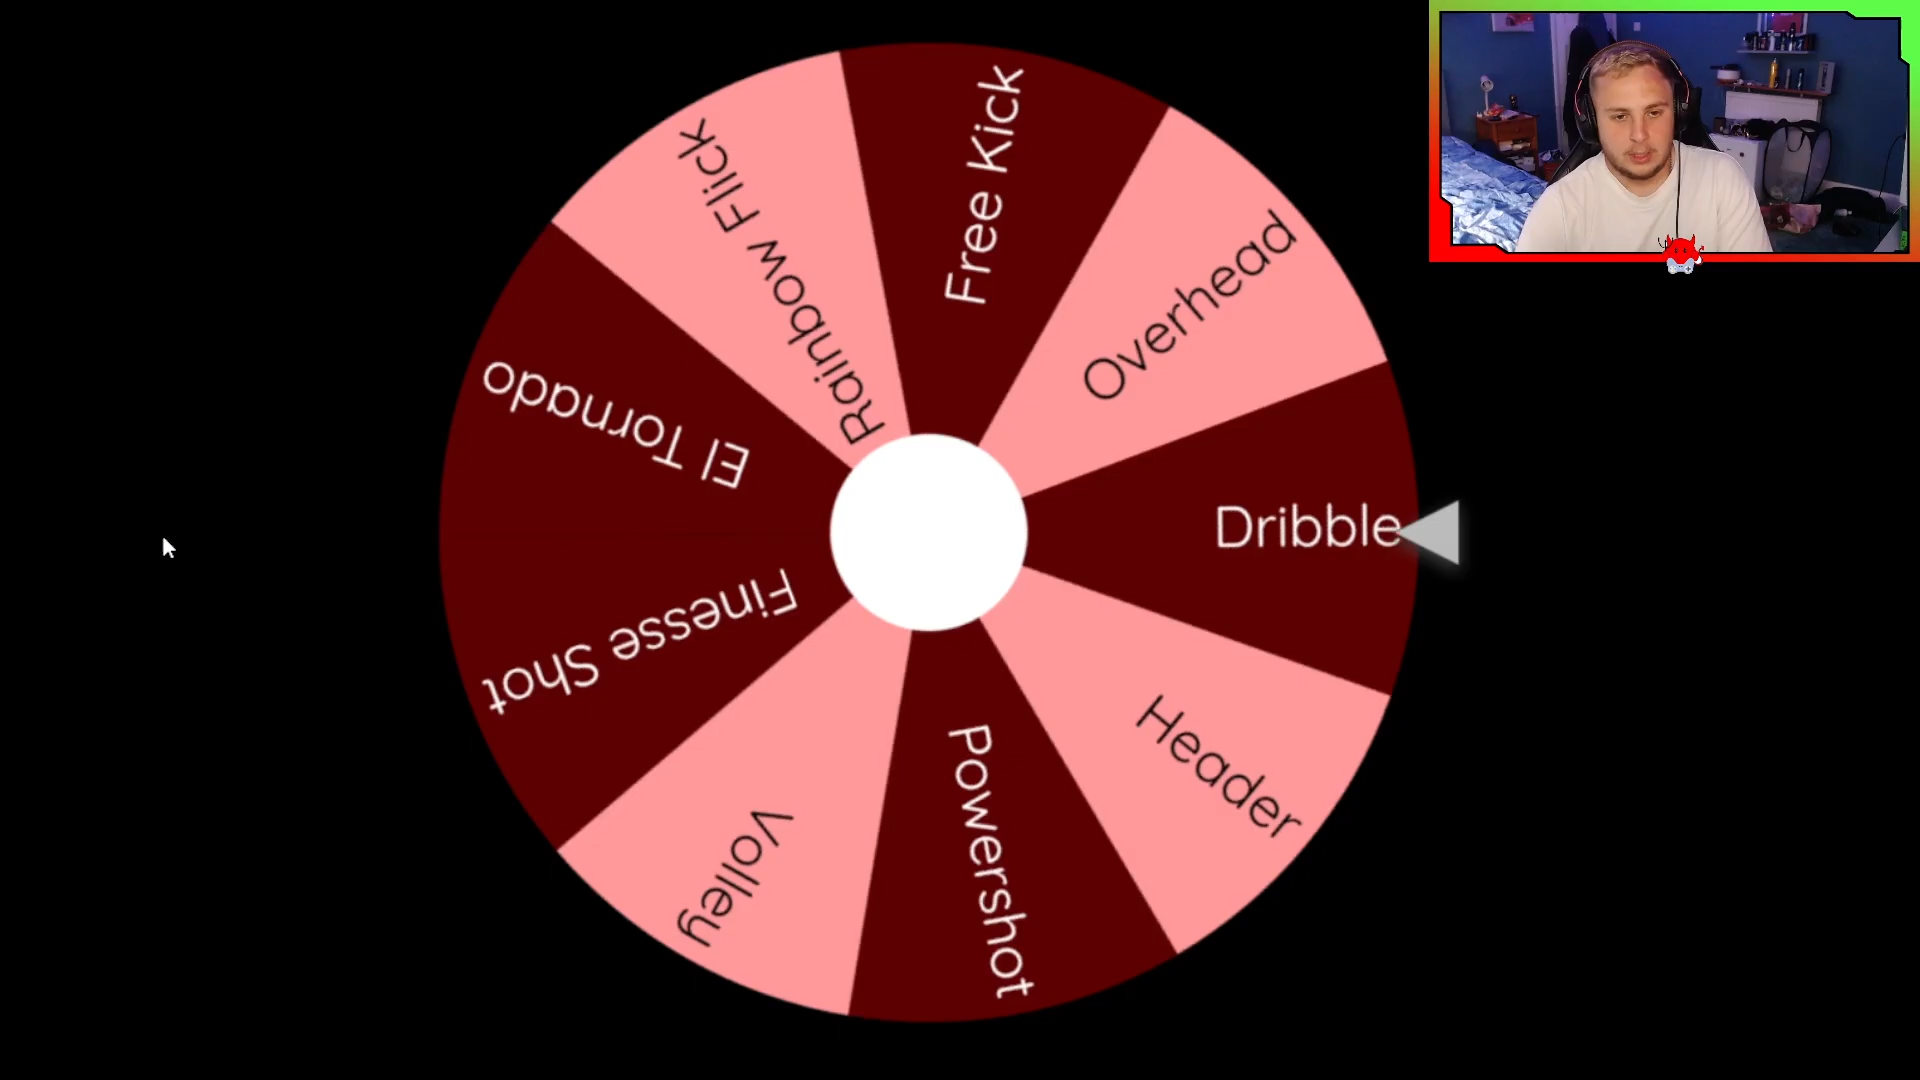 Free Kick
Overhead
Dribble
Header
Powershot
Volley
Finesse Shot
El Tornado
Rainbow Flick